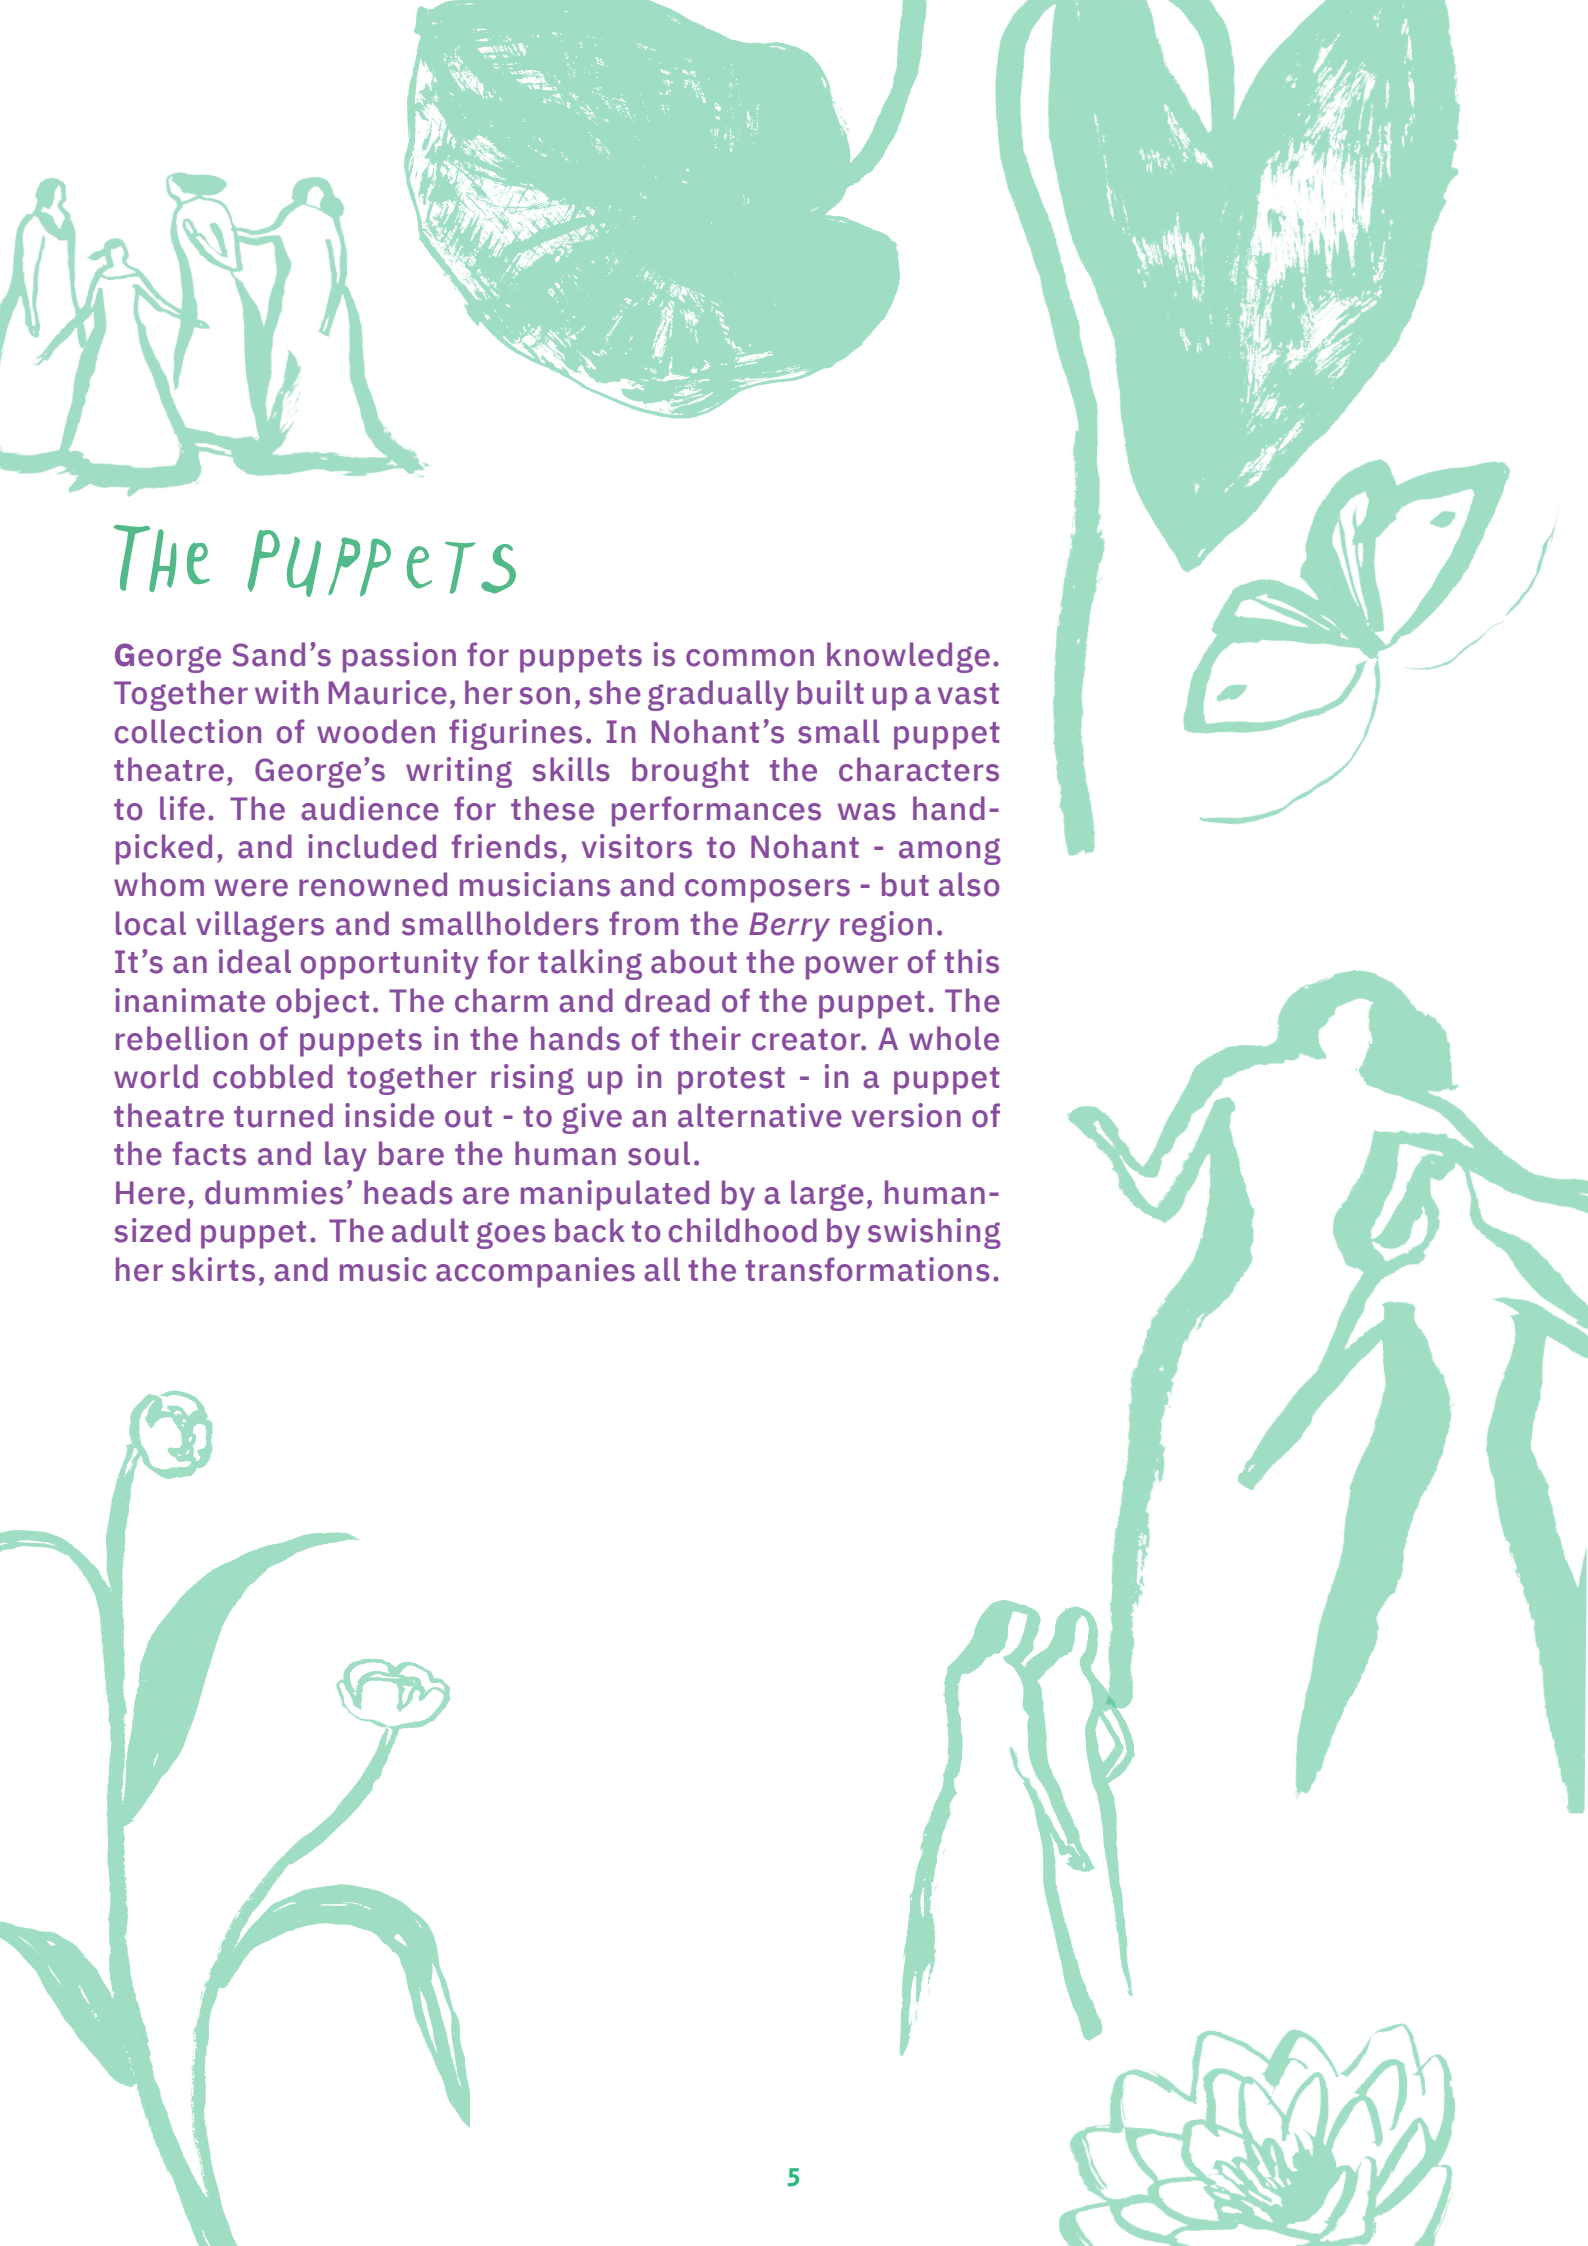 The Puppets
George Sand’s passion for puppets is common knowledge.
Together with Maurice, her son, she gradually built up a vast
collection of wooden figurines. In Nohant’s small puppet
theatre, George’s writing skills brought the characters
to life. The audience for these performances was hand-
picked, and included friends, visitors to Nohant - among
whom were renowned musicians and composers - but also
local villagers and smallholders from the Berry region.
It’s an ideal opportunity for talking about the power of this
inanimate object. The charm and dread of the puppet. The
rebellion of puppets in the hands of their creator. A whole
world cobbled together rising up in protest - in a puppet
theatre turned inside out - to give an alternative version of
the facts and lay bare the human soul.
Here, dummies’ heads are manipulated by a large, human-
sized puppet. The adult goes back to childhood by swishing
her skirts, and music accompanies all the transformations.
5